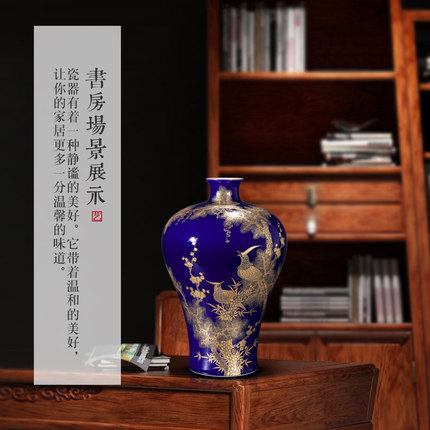 書房場景展示
瓷器有着一种静谧的美好。它带着温和的美好，
让你的家居更多一分温馨的味道。